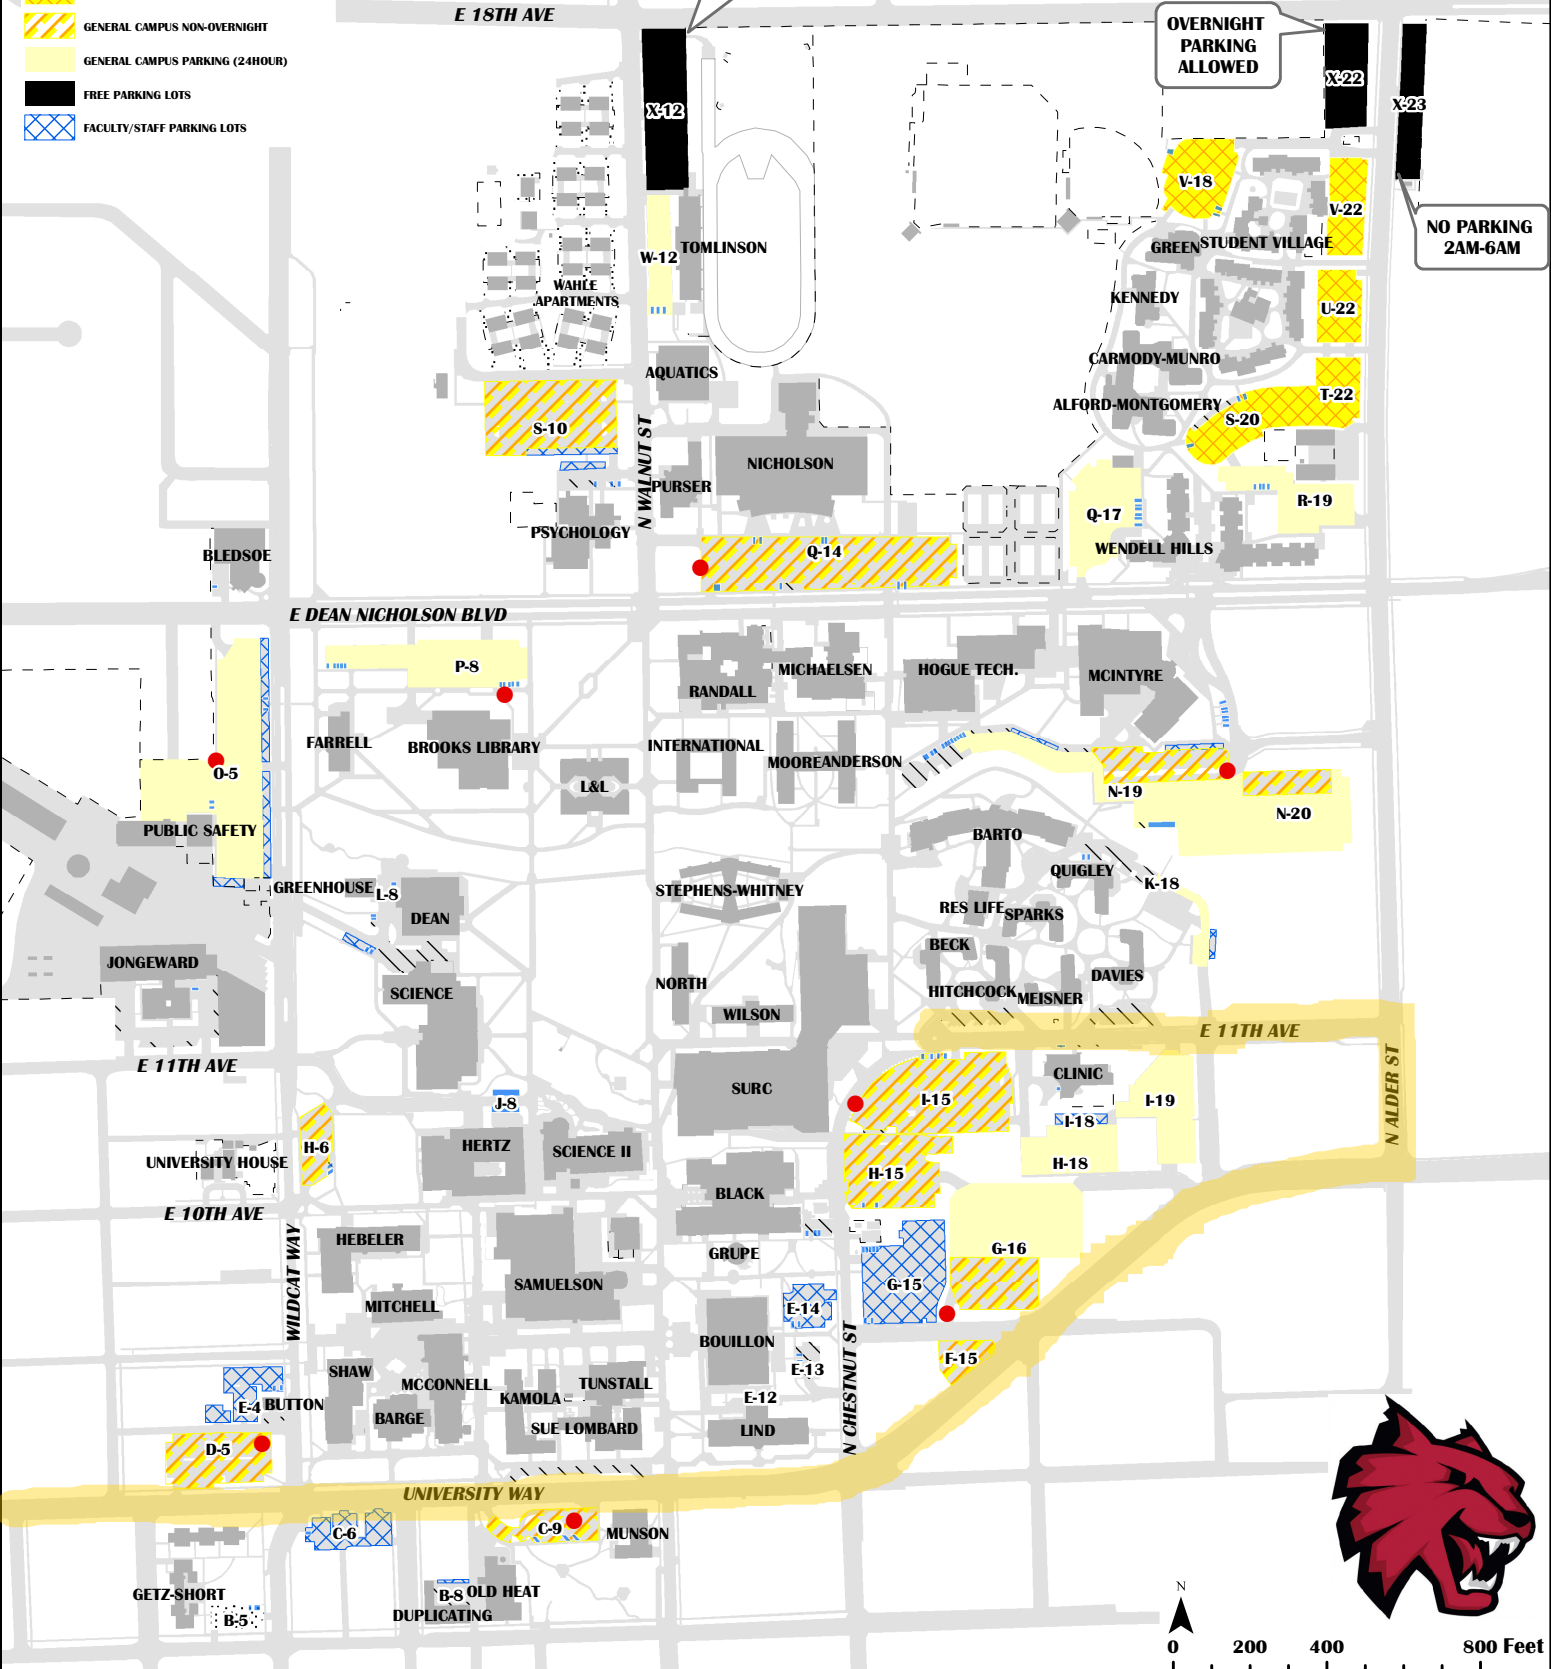 E 18TH AVE
GENERAL CAMPUS NON-OVERNIGHT
GENERAL CAMPUS PARKING (24HOUR)
FREE PARKING LOTS
FACULTY/STAFF PARKING LOTS
OVERNIGHT
PARKING
ALLOWED
X-22
X-23
X-12
V-18
V-22
NO PARKING
2AM-6AM
GREEN
STUDENT VILLAGE
TOMLINSON
W-12
WAHLE
APARTMENTS
KENNEDY
U-22
CARMODY-MUNRO
AQUATICS
T-22
ALFORD-MONTGOMERY
S-20
S-10
N WALNUT ST
NICHOLSON
PURSER
R-19
Q-17
PSYCHOLOGY
Q-14
WENDELL HILLS
BLEDSOE
E DEAN NICHOLSON BLVD
P-8
MICHAELSEN
HOGUE TECH.
MCINTYRE
RANDALL
FARRELL
BROOKS LIBRARY
INTERNATIONAL
MOORE
ANDERSON
O-5
L&L
N-19
N-20
PUBLIC SAFETY
BARTO
QUIGLEY
GREENHOUSE
L-8
STEPHENS-WHITNEY
K-18
DEAN
RES LIFE
SPARKS
BECK
JONGEWARD
DAVIES
NORTH
SCIENCE
HITCHCOCK
MEISNER
WILSON
E 11TH AVE
E 11TH AVE
CLINIC
SURC
I-15
I-19
J-8
N ALDER ST
I-18
HERTZ
SCIENCE II
H-6
UNIVERSITY HOUSE
H-15
H-18
BLACK
E 10TH AVE
HEBELER
GRUPE
G-16
WILDCAT WAY
SAMUELSON
G-15
MITCHELL
E-14
BOUILLON
N CHESTNUT ST
F-15
SHAW
E-13
MCCONNELL
TUNSTALL
KAMOLA
E-12
E-4
BUTTON
BARGE
SUE LOMBARD
LIND
D-5
UNIVERSITY WAY
C-6
C-9
MUNSON
GETZ-SHORT
B-8
OLD HEAT
DUPLICATING
B-5
N
0 200 400 800 Feet